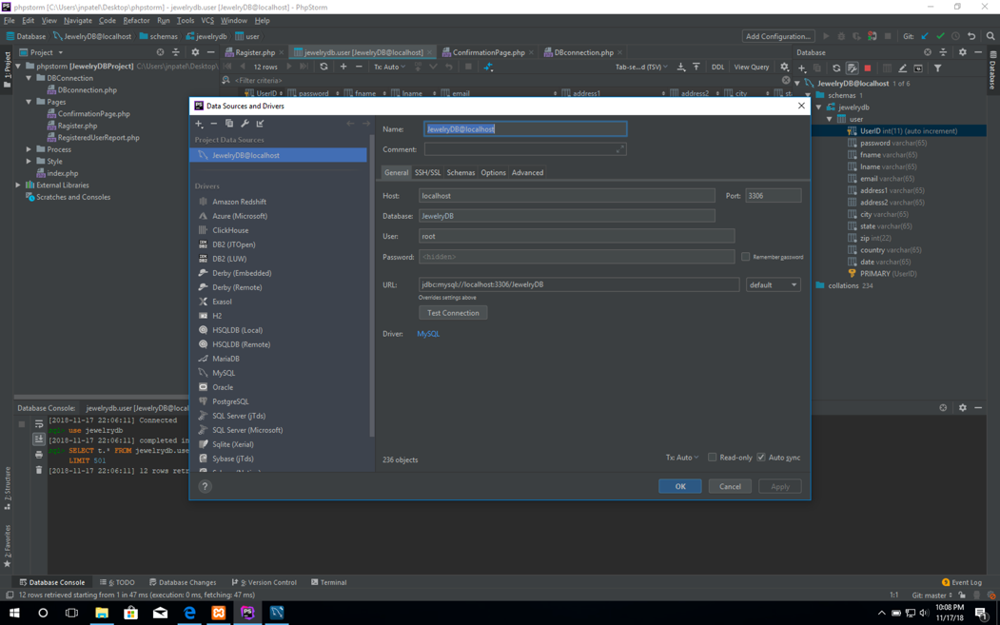 phpstorm [C:\Users\jnpatel\Desktop\phpstorm] - jewelrydb.user [JewelryDB@localhost] - PhpStorm
File Edit View Navigate Code Refactor Run Tools VCS Window Help
Database JewelryDB@localhost schemas jewelrydb user Add Configuration... Git:
Project Register.php jewelrydb.user [JewelryDB@localhost] ConfirmationPage.php DBconnection.php Database
1: Project
phpstorm [JewelryDBProject] C:\Users\jnpatel\Desktop\
12 rows Tx: Auto Tab-se...d (TSV) DDL View Query
DBConnection
DBconnection.php
Pages
ConfirmationPage.php
Ragister.php
RegisteredUserReport.php
Process
Style
index.php
External Libraries
Scratches and Consoles
<Filter criteria>
UserID password fname lname email address1 address2 city
JewelryDB@localhost 1 of 6
schemas 1
jewelrydb
user
UserID int(11) (auto increment)
password varchar(65)
fname varchar(65)
lname varchar(65)
email varchar(65)
address1 varchar(65)
address2 varchar(65)
city varchar(65)
state varchar(65)
zip int(22)
country varchar(65)
date varchar(65)
PRIMARY (UserID)
collations 234
Database
Data Sources and Drivers
Project Data Sources
JewelryDB@localhost
Drivers
Amazon Redshift
Azure (Microsoft)
ClickHouse
DB2 (JTOpen)
DB2 (LUW)
Derby (Embedded)
Derby (Remote)
Exasol
H2
HSQLDB (Local)
HSQLDB (Remote)
MariaDB
MySQL
Oracle
PostgreSQL
SQL Server (jTds)
SQL Server (Microsoft)
Sqlite (Xerial)
Sybase (jTds)
Name: JewelryDB@localhost
Comment:
General SSH/SSL Schemas Options Advanced
Host: localhost Port: 3306
Database: JewelryDB
User: root
Password: <hidden> Remember password
URL: jdbc:mysql://localhost:3306/JewelryDB default
Overrides settings above
Test Connection
Driver: MySQL
236 objects Tx: Auto Read-only Auto sync
? OK Cancel Apply
Database Console: jewelrydb.user [JewelryDB@local
[2018-11-17 22:06:11] Connected
sql> use jewelrydb
[2018-11-17 22:06:11] completed in
sql> SELECT t.* FROM jewelrydb.use
LIMIT 501
[2018-11-17 22:06:11] 12 rows retr
7: Structure
2: Favorites
Database Console 6: TODO Database Changes 9: Version Control Terminal Event Log
12 rows retrieved starting from 1 in 47 ms (execution: 0 ms, fetching: 47 ms) 1:1 Git: master
10:08 PM
11/17/18